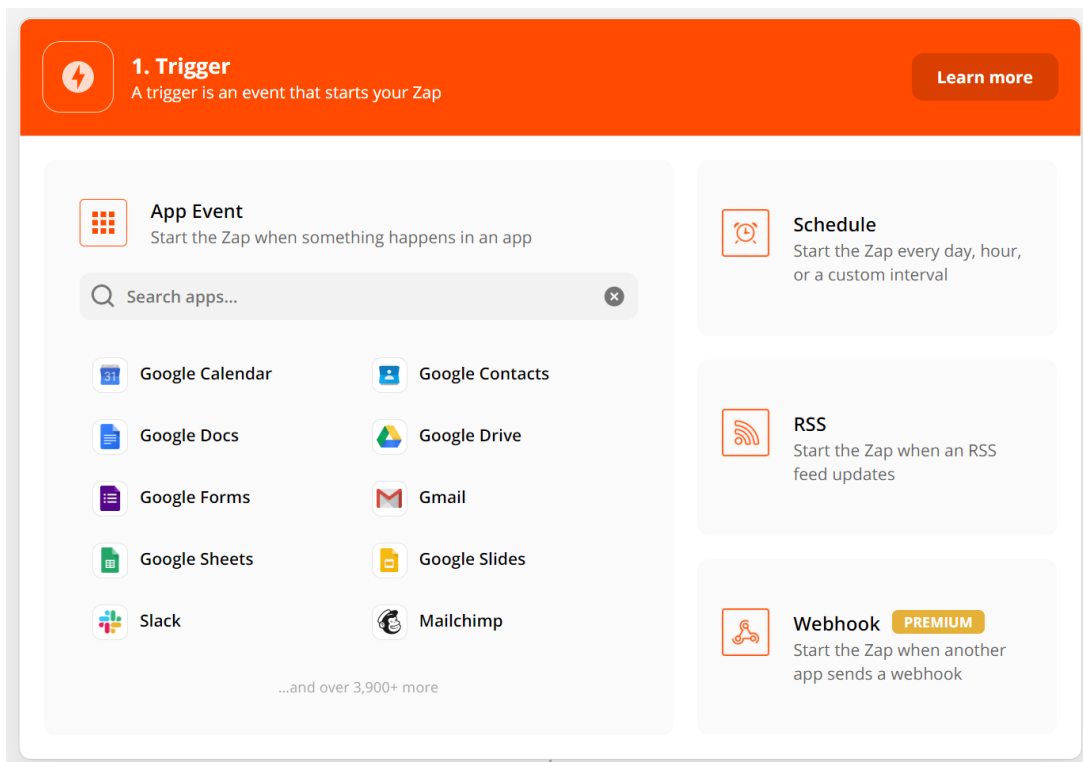 1. Trigger
A trigger is an event that starts your Zap
Learn more
App Event
Start the Zap when something happens in an app
Search apps...
31
Google Calendar
Google Contacts
Google Docs
Google Drive
Google Forms
Gmail
Google Sheets
Google Slides
Slack
Mailchimp
...and over 3,900+ more
Schedule
Start the Zap every day, hour,
or a custom interval
RSS
Start the Zap when an RSS
feed updates
Webhook PREMIUM
Start the Zap when another
app sends a webhook